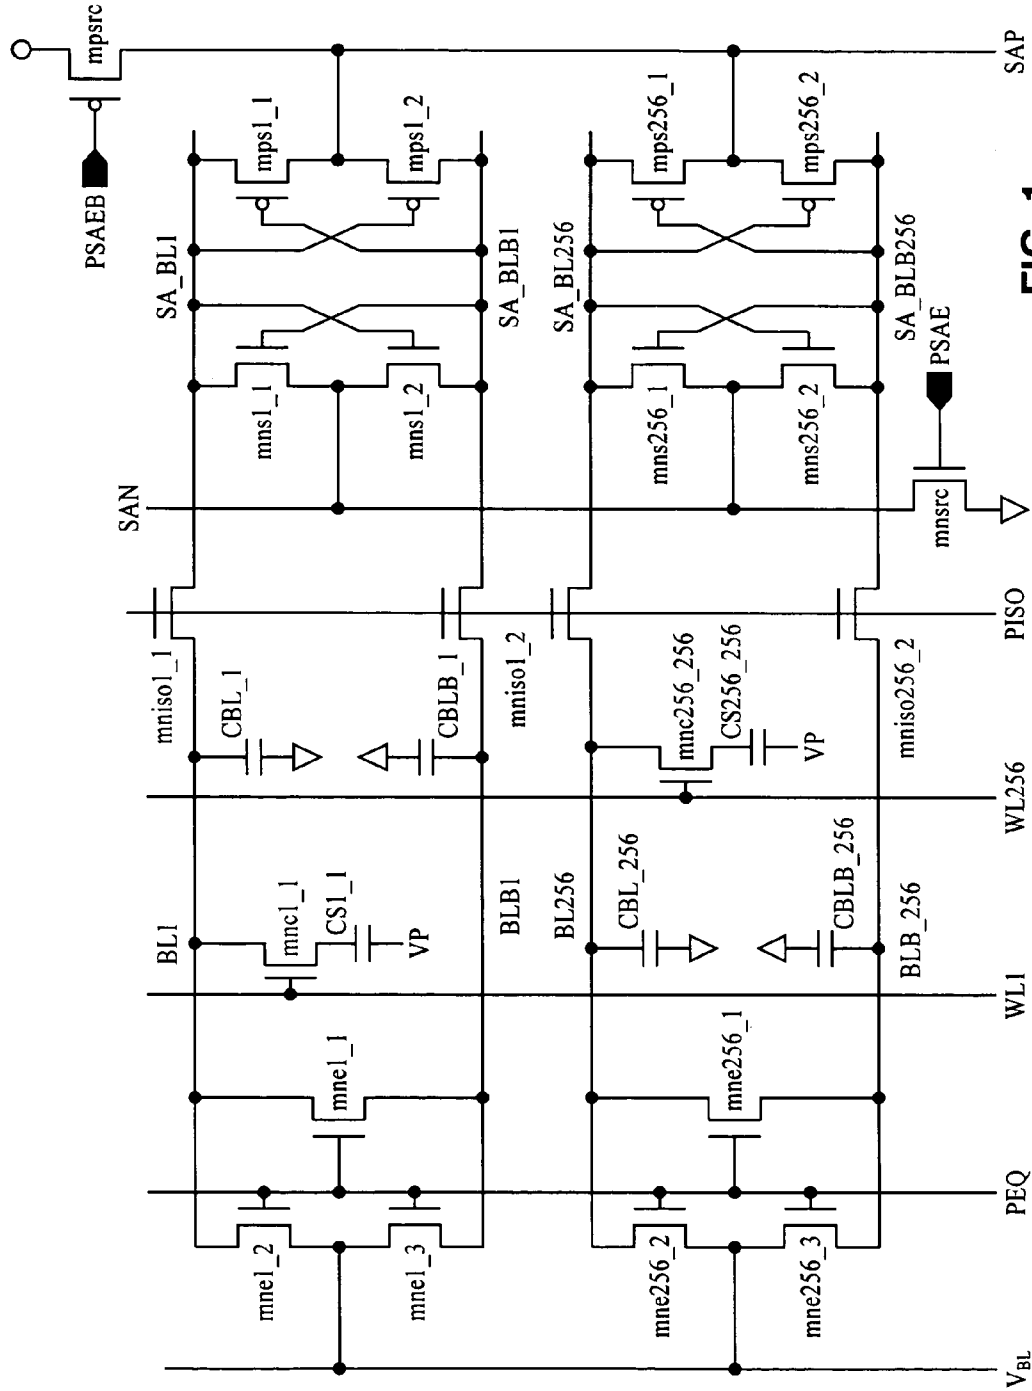 mpsrc
PSAEB
SAP
mps1_1
mps1_2
SA_BL1
SA_BLB1
mns1_1
mns1_2
SAN
mps256_1
mps256_2
SA_BL256
SA_BLB256
mns256_1
mns256_2
PSAE
mnsrc
FIG. 1
PISO
mniso1_1
mniso1_2
mniso256_2
CBL_1
CBLB_1
mnc256_256
CS256_256
VP
WL256
BL1
mnc1_1
CS1_1
VP
BLB1
BL256
CBL_256
CBLB_256
BLB_256
WL1
mne1_1
mne256_1
PEQ
mne1_2
mne1_3
mne256_2
mne256_3
VBL